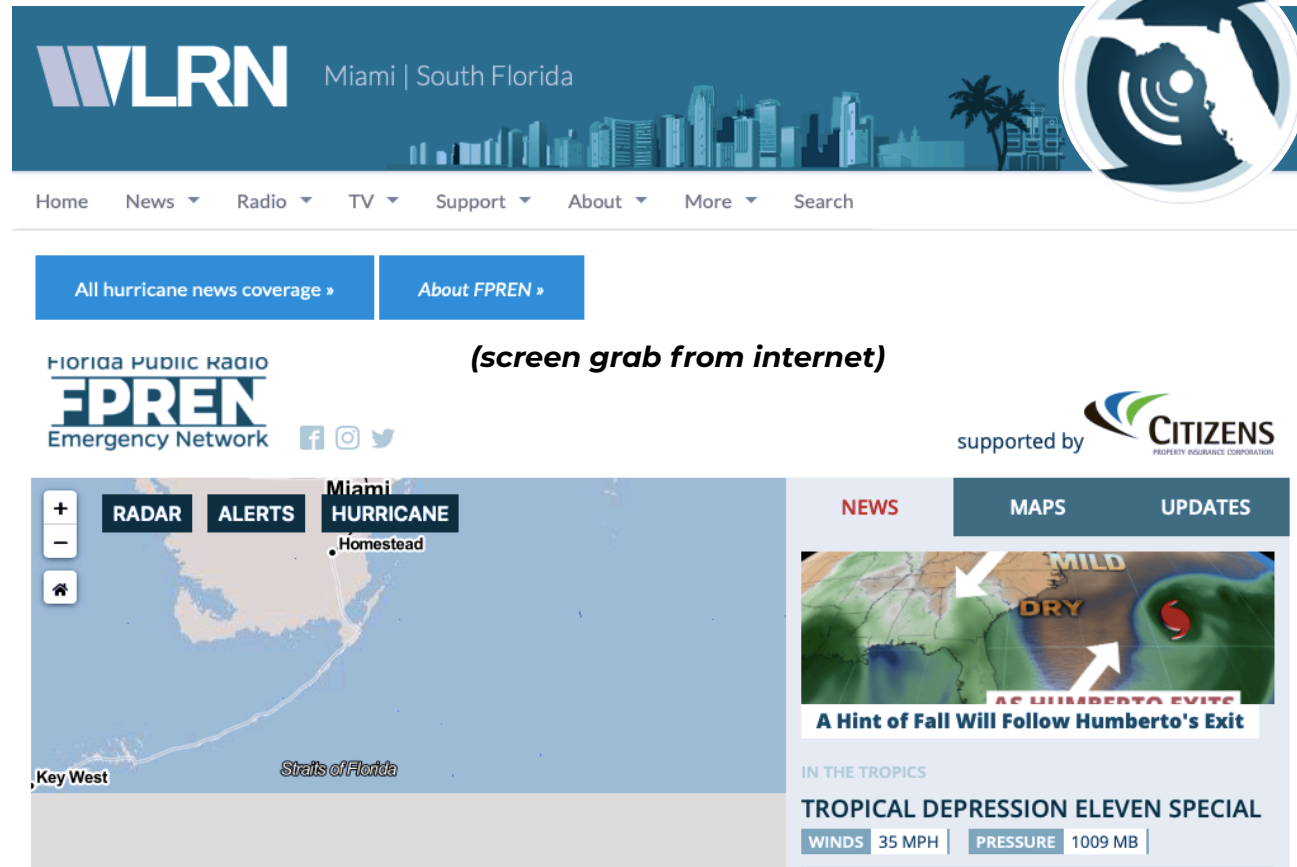 WLRN
Miami | South Florida
Home News Radio TV Support About More Search
All hurricane news coverage » About FPREN »
(screen grab from internet)
Florida Public Radio
FPREN
Emergency Network
supported by
CITIZENS
PROPERTY INSURANCE CORPORATION
+
−
RADAR ALERTS HURRICANE
Miami
Homestead
Key West
Straits of Florida
NEWS MAPS UPDATES
MILD
DRY
AS HUMBERTO EXITS
A Hint of Fall Will Follow Humberto's Exit
IN THE TROPICS
TROPICAL DEPRESSION ELEVEN SPECIAL
WINDS 35 MPH PRESSURE 1009 MB